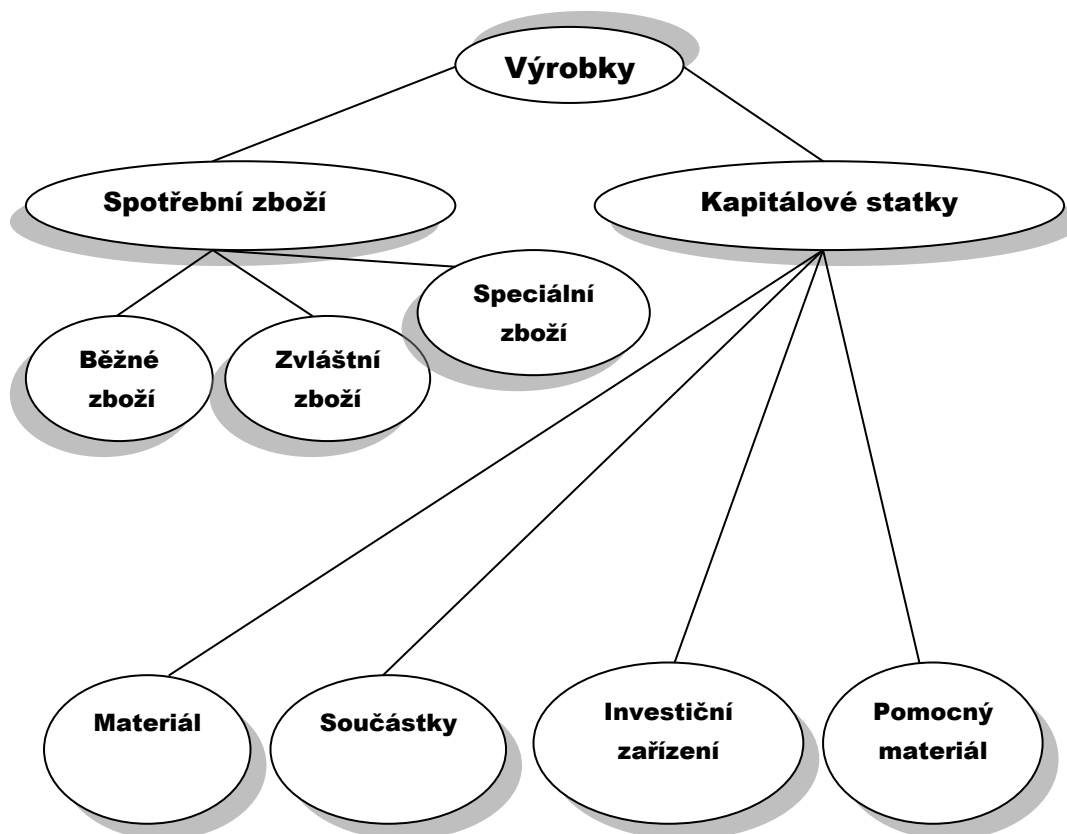 Výrobky
Spotřební zboží
Kapitálové statky
Speciální
zboží
Běžné
zboží
Zvláštní
zboží
Materiál
Součástky
Investiční
zařízení
Pomocný
materiál